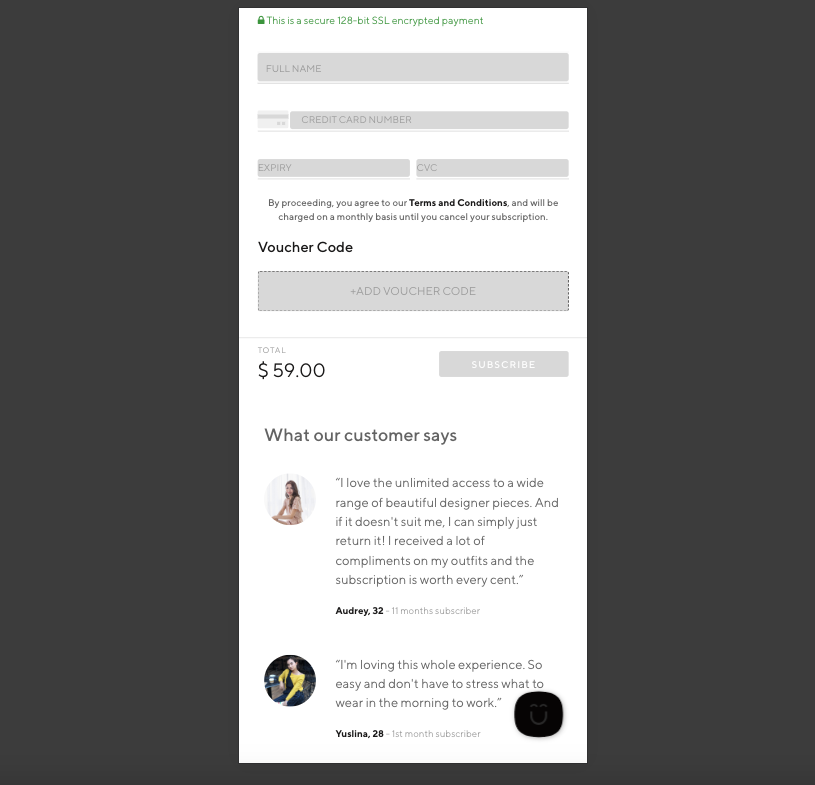 This is a secure 128-bit SSL encrypted payment
FULL NAME
CREDIT CARD NUMBER
EXPIRY
CVC
By proceeding, you agree to our Terms and Conditions, and will be
charged on a monthly basis until you cancel your subscription.
Voucher Code
+ADD VOUCHER CODE
TOTAL
$ 59.00
SUBSCRIBE
What our customer says
“I love the unlimited access to a wide
range of beautiful designer pieces. And
if it doesn't suit me, I can simply just
return it! I received a lot of
compliments on my outfits and the
subscription is worth every cent.”
Audrey, 32 - 11 months subscriber
“I'm loving this whole experience. So
easy and don't have to stress what to
wear in the morning to work.”
Yuslina, 28 - 1st month subscriber